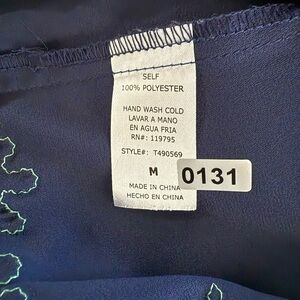 SELF
100% POLYESTER
HAND WASH COLD
LAVAR A MANO
EN AGUA FRIA
RN#: 119795
STYLE#: T490569
M
0131
MADE IN CHINA
HECHO EN CHINA